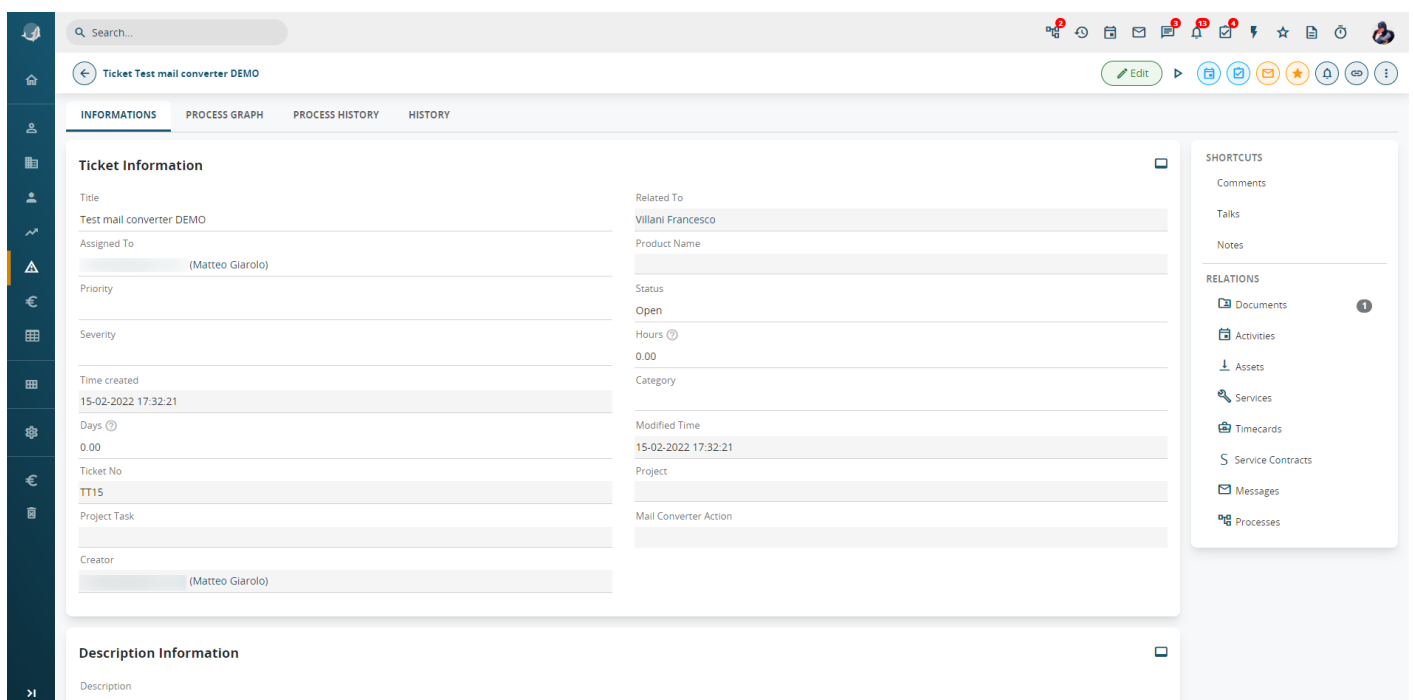 2 3 13 4
Search...
Ticket Test mail converter DEMO
Edit
INFORMATIONS PROCESS GRAPH PROCESS HISTORY HISTORY
Ticket Information
Title
Test mail converter DEMO
Related To
Villani Francesco
Assigned To
(Matteo Giarolo)
Product Name
Priority
Status
Open
Severity
Hours
0.00
Time created
15-02-2022 17:32:21
Category
Days
0.00
Modified Time
15-02-2022 17:32:21
Ticket No
TT15
Project
Project Task
Mail Converter Action
Creator
(Matteo Giarolo)
Description Information
Description
SHORTCUTS
Comments
Talks
Notes
RELATIONS
Documents 1
Activities
Assets
Services
Timecards
Service Contracts
Messages
Processes